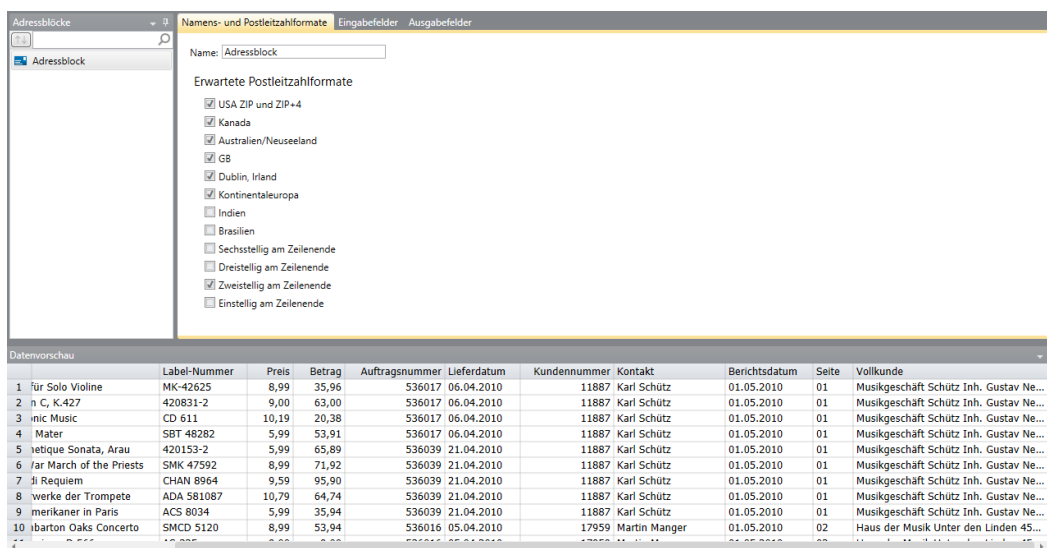 Adressblöcke
Namens- und Postleitzahlformate Eingabefelder Ausgabefelder
Adressblock
Name: Adressblock
Erwartete Postleitzahlformate
USA ZIP und ZIP+4
Kanada
Australien/Neuseeland
GB
Dublin, Irland
Kontinentaleuropa
Indien
Brasilien
Sechsstellig am Zeilenende
Dreistellig am Zeilenende
Zweistellig am Zeilenende
Einstellig am Zeilenende
Datenvorschau
Label-Nummer Preis Betrag Auftragsnummer Lieferdatum Kundennummer Kontakt Berichtsdatum Seite Vollkunde
1 für Solo Violine MK-42625 8,99 35,96 536017 06.04.2010 11887 Karl Schütz 01.05.2010 01 Musikgeschäft Schütz Inh. Gustav Ne...
2 n C, K.427 420831-2 9,00 63,00 536017 06.04.2010 11887 Karl Schütz 01.05.2010 01 Musikgeschäft Schütz Inh. Gustav Ne...
3 onic Music CD 611 10,19 20,38 536017 06.04.2010 11887 Karl Schütz 01.05.2010 01 Musikgeschäft Schütz Inh. Gustav Ne...
4 Mater SBT 48282 5,99 53,91 536017 06.04.2010 11887 Karl Schütz 01.05.2010 01 Musikgeschäft Schütz Inh. Gustav Ne...
5 hetique Sonata, Arau 420153-2 5,99 65,89 536039 21.04.2010 11887 Karl Schütz 01.05.2010 01 Musikgeschäft Schütz Inh. Gustav Ne...
6 Var March of the Priests SMK 47592 8,99 71,92 536039 21.04.2010 11887 Karl Schütz 01.05.2010 01 Musikgeschäft Schütz Inh. Gustav Ne...
7 di Requiem CHAN 8964 9,59 95,90 536039 21.04.2010 11887 Karl Schütz 01.05.2010 01 Musikgeschäft Schütz Inh. Gustav Ne...
8 rwerke der Trompete ADA 581087 10,79 64,74 536039 21.04.2010 11887 Karl Schütz 01.05.2010 01 Musikgeschäft Schütz Inh. Gustav Ne...
9 merikaner in Paris ACS 8034 5,99 35,94 536039 21.04.2010 11887 Karl Schütz 01.05.2010 01 Musikgeschäft Schütz Inh. Gustav Ne...
10 nbarton Oaks Concerto SMCD 5120 8,99 53,94 536016 05.04.2010 17959 Martin Manger 01.05.2010 02 Haus der Musik Unter den Linden 45...